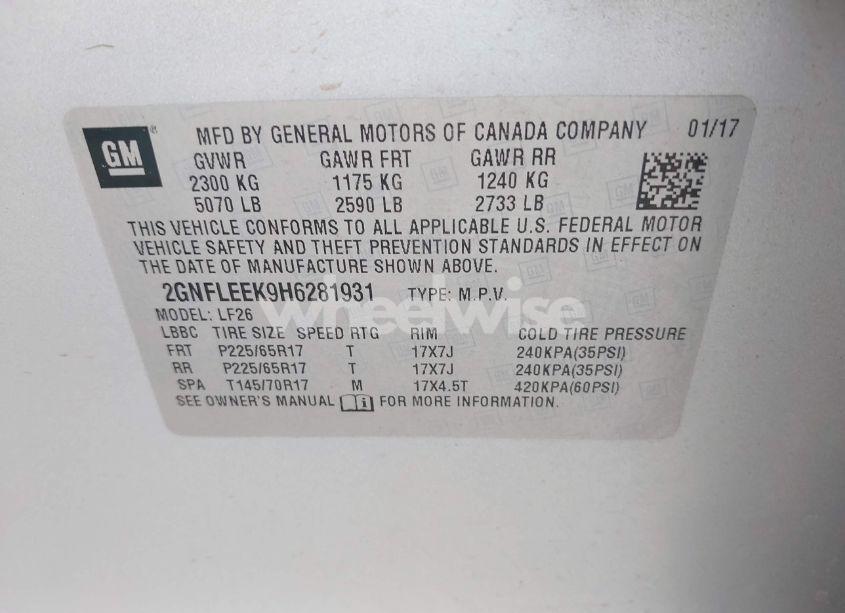 GM ® MFD BY GENERAL MOTORS OF CANADA COMPANY 01/17
GVWR GAWR FRT GAWR RR
2300 KG 1175 KG 1240 KG
5070 LB 2590 LB 2733 LB
THIS VEHICLE CONFORMS TO ALL APPLICABLE U.S. FEDERAL MOTOR
VEHICLE SAFETY AND THEFT PREVENTION STANDARDS IN EFFECT ON
THE DATE OF MANUFACTURE SHOWN ABOVE.
2GNFLEEK9H6281931 TYPE: M.P.V.
wheelwise
MODEL: LF26
LBBC TIRE SIZE SPEED RTG RIM COLD TIRE PRESSURE
FRT P225/65R17 T 17X7J 240KPA(35PSI)
RR P225/65R17 T 17X7J 240KPA(35PSI)
SPA T145/70R17 M 17X4.5T 420KPA(60PSI)
SEE OWNER'S MANUAL i FOR MORE INFORMATION.